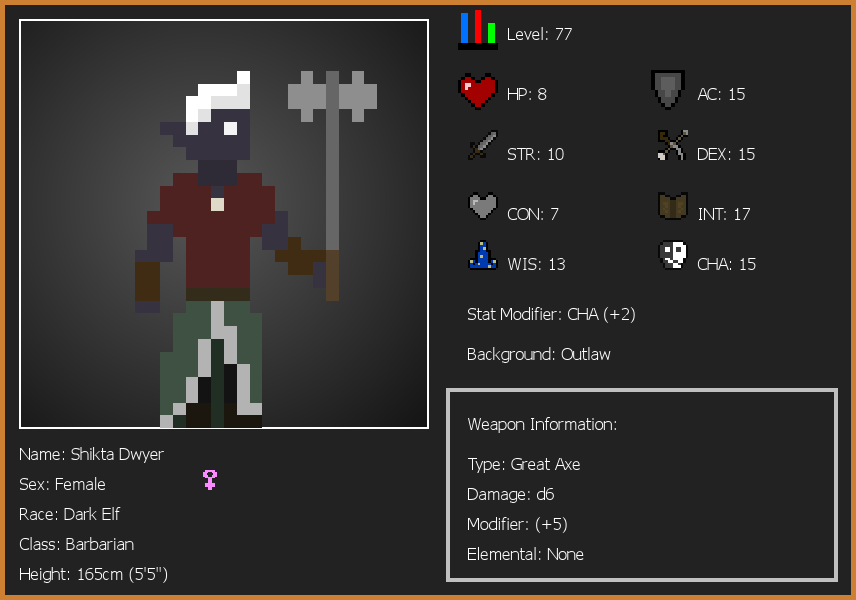 Level: 77
HP: 8
AC: 15
STR: 10
DEX: 15
CON: 7
INT: 17
WIS: 13
CHA: 15
Stat Modifier: CHA (+2)
Background: Outlaw
Weapon Information:
Type: Great Axe
Damage: d6
Modifier: (+5)
Elemental: None
Name: Shikta Dwyer
Sex: Female
Race: Dark Elf
Class: Barbarian
Height: 165cm (5'5")